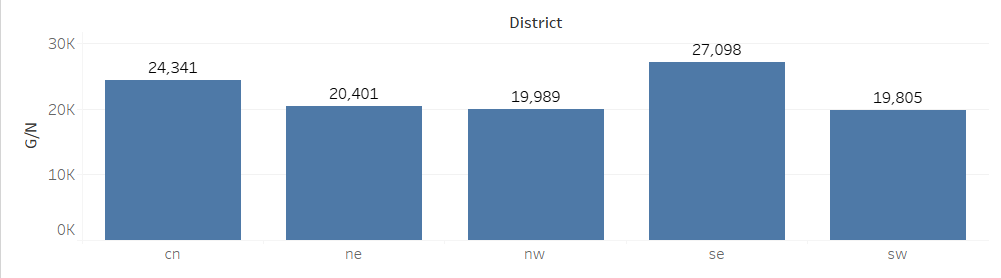 District
30K
20K
10K
0K
G/N
24,341
20,401
19,989
27,098
19,805
cn
ne
nw
se
sw